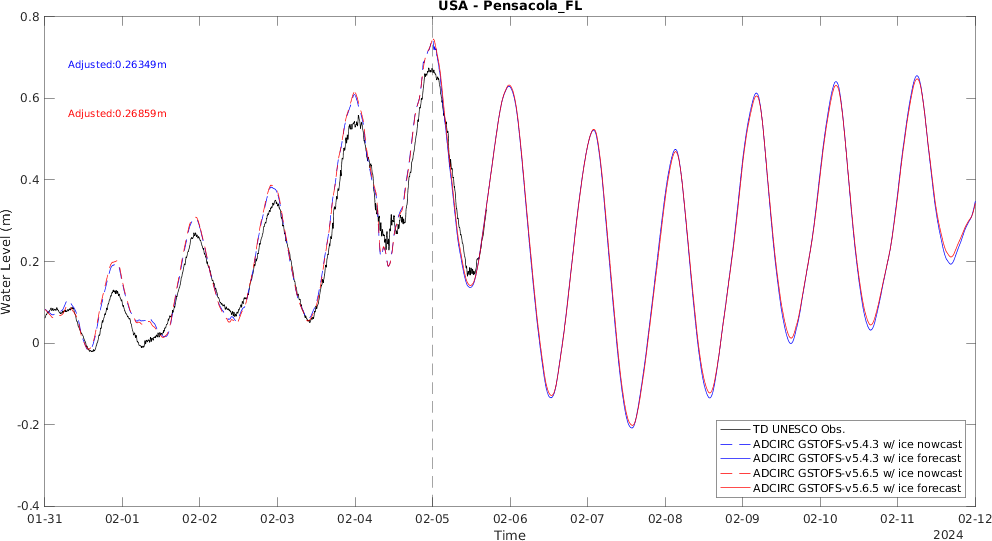 USA - Pensacola_FL
0.8
Adjusted:0.26349m
0.6
Adjusted:0.26859m
0.4
0.2
0
-0.2
-0.4
Water Level (m)
TD UNESCO Obs.
ADCIRC GSTOFS-v5.4.3 w/ ice nowcast
ADCIRC GSTOFS-v5.4.3 w/ ice forecast
ADCIRC GSTOFS-v5.6.5 w/ ice nowcast
ADCIRC GSTOFS-v5.6.5 w/ ice forecast
01-31 02-01 02-02 02-03 02-04 02-05 02-06 02-07 02-08 02-09 02-10 02-11 02-12
Time
2024